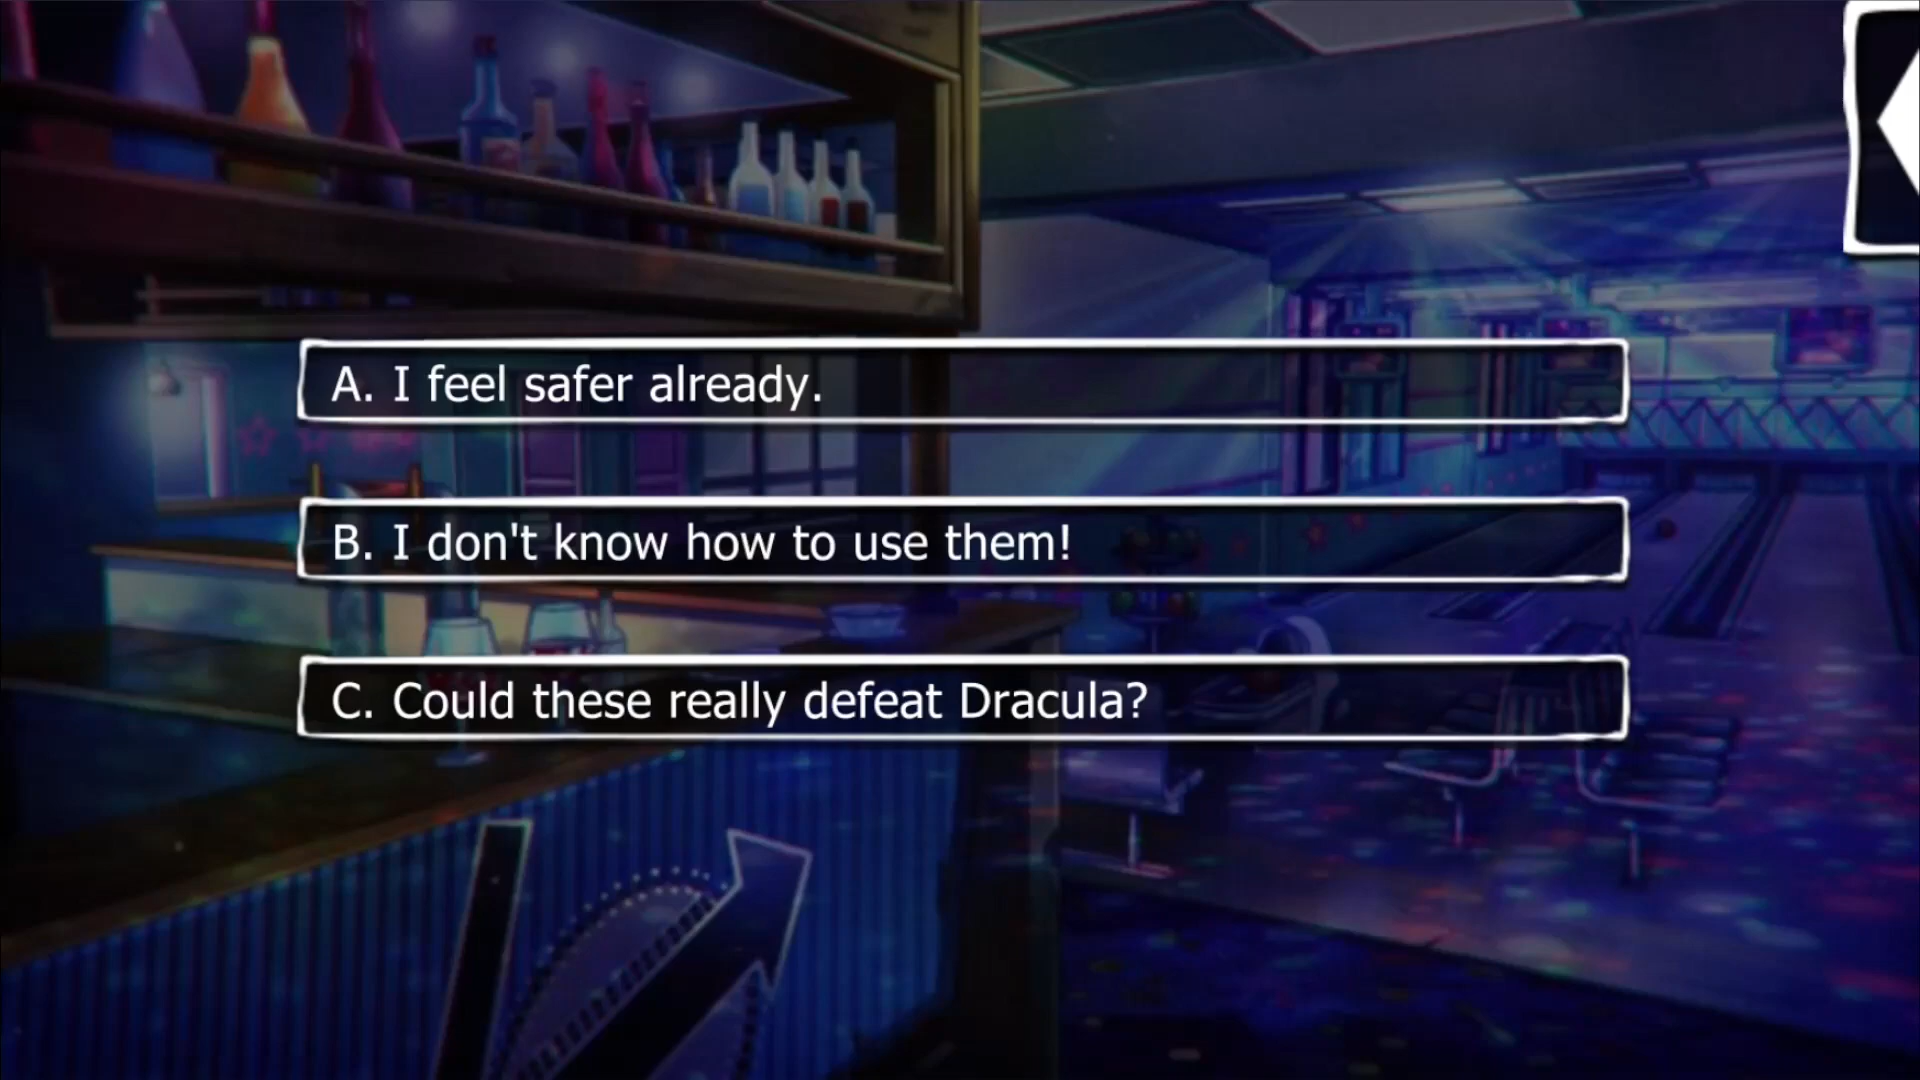 A. I feel safer already.
B. I don't know how to use them!
C. Could these really defeat Dracula?